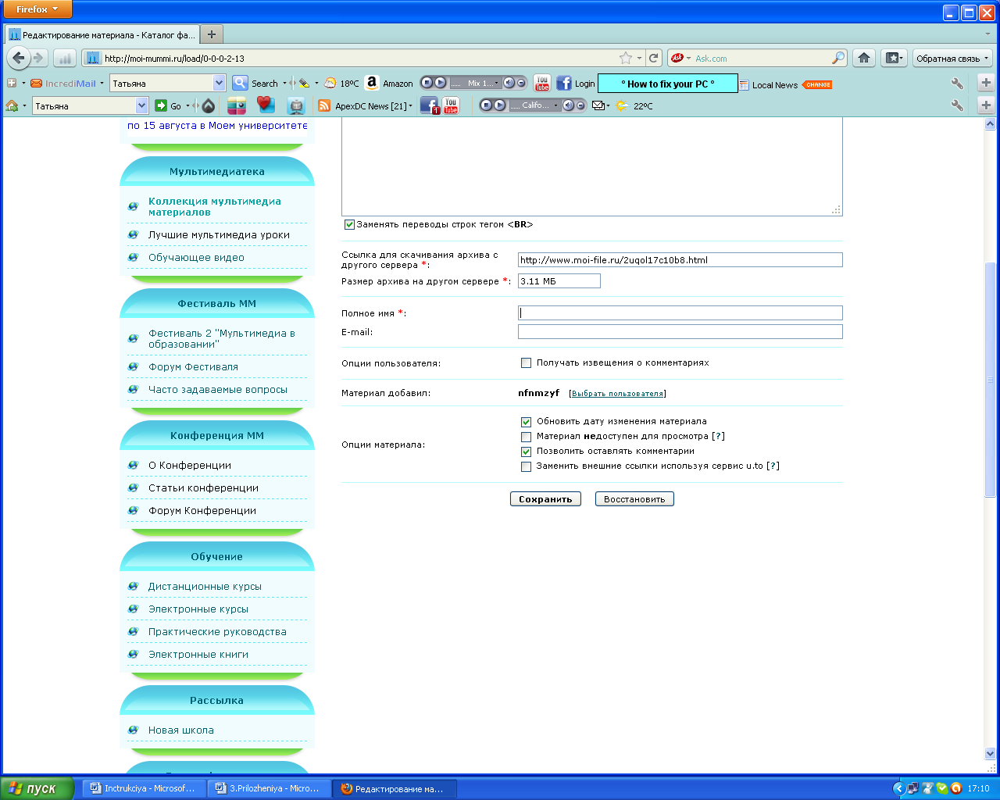 Firefox
Редактирование материала - Каталог фа...
http://moi-mummi.ru/load/0-0-0-2-13
Ask
Ask.com
Обратная связь
IncrediMail
Татьяна
Search
18ºC
a
Amazon
Mix 1...
You Tube
Login
° How to fix your PC °
Local News
CHANGE
Татьяна
Go
ApexDC News [21]
1
You Tube
Califo...
22ºC
по 15 августа в Моем университете
Мультимедиатека
Коллекция мультимедиа
материалов
Лучшие мультимедиа уроки
Обучающее видео
Фестиваль ММ
Фестиваль 2 "Мультимедиа в
образовании"
Форум Фестиваля
Часто задаваемые вопросы
Конференция ММ
О Конференции
Статьи конференции
Форум Конференции
Обучение
Дистанционные курсы
Электронные курсы
Практические руководства
Электронные книги
Рассылка
Новая школа
Заменять переводы строк тегом <BR>
Ссылка для скачивания архива с
другого сервера *:
http://www.moi-file.ru/2uqol17c10b8.html
Размер архива на другом сервере *:
3.11 МБ
Полное имя *:
E-mail:
Опции пользователя:
Получать извещения о комментариях
Материал добавил:
nfnmzyf [Выбрать пользователя]
Опции материала:
Обновить дату изменения материала
Материал недоступен для просмотра [?]
Позволить оставлять комментарии
Заменить внешние ссылки используя сервис u.to [?]
Сохранить
Восстановить
пуск
Inctrukciya - Microsof...
3.Prilozheniya - Micro...
Редактирование ма...
17:10